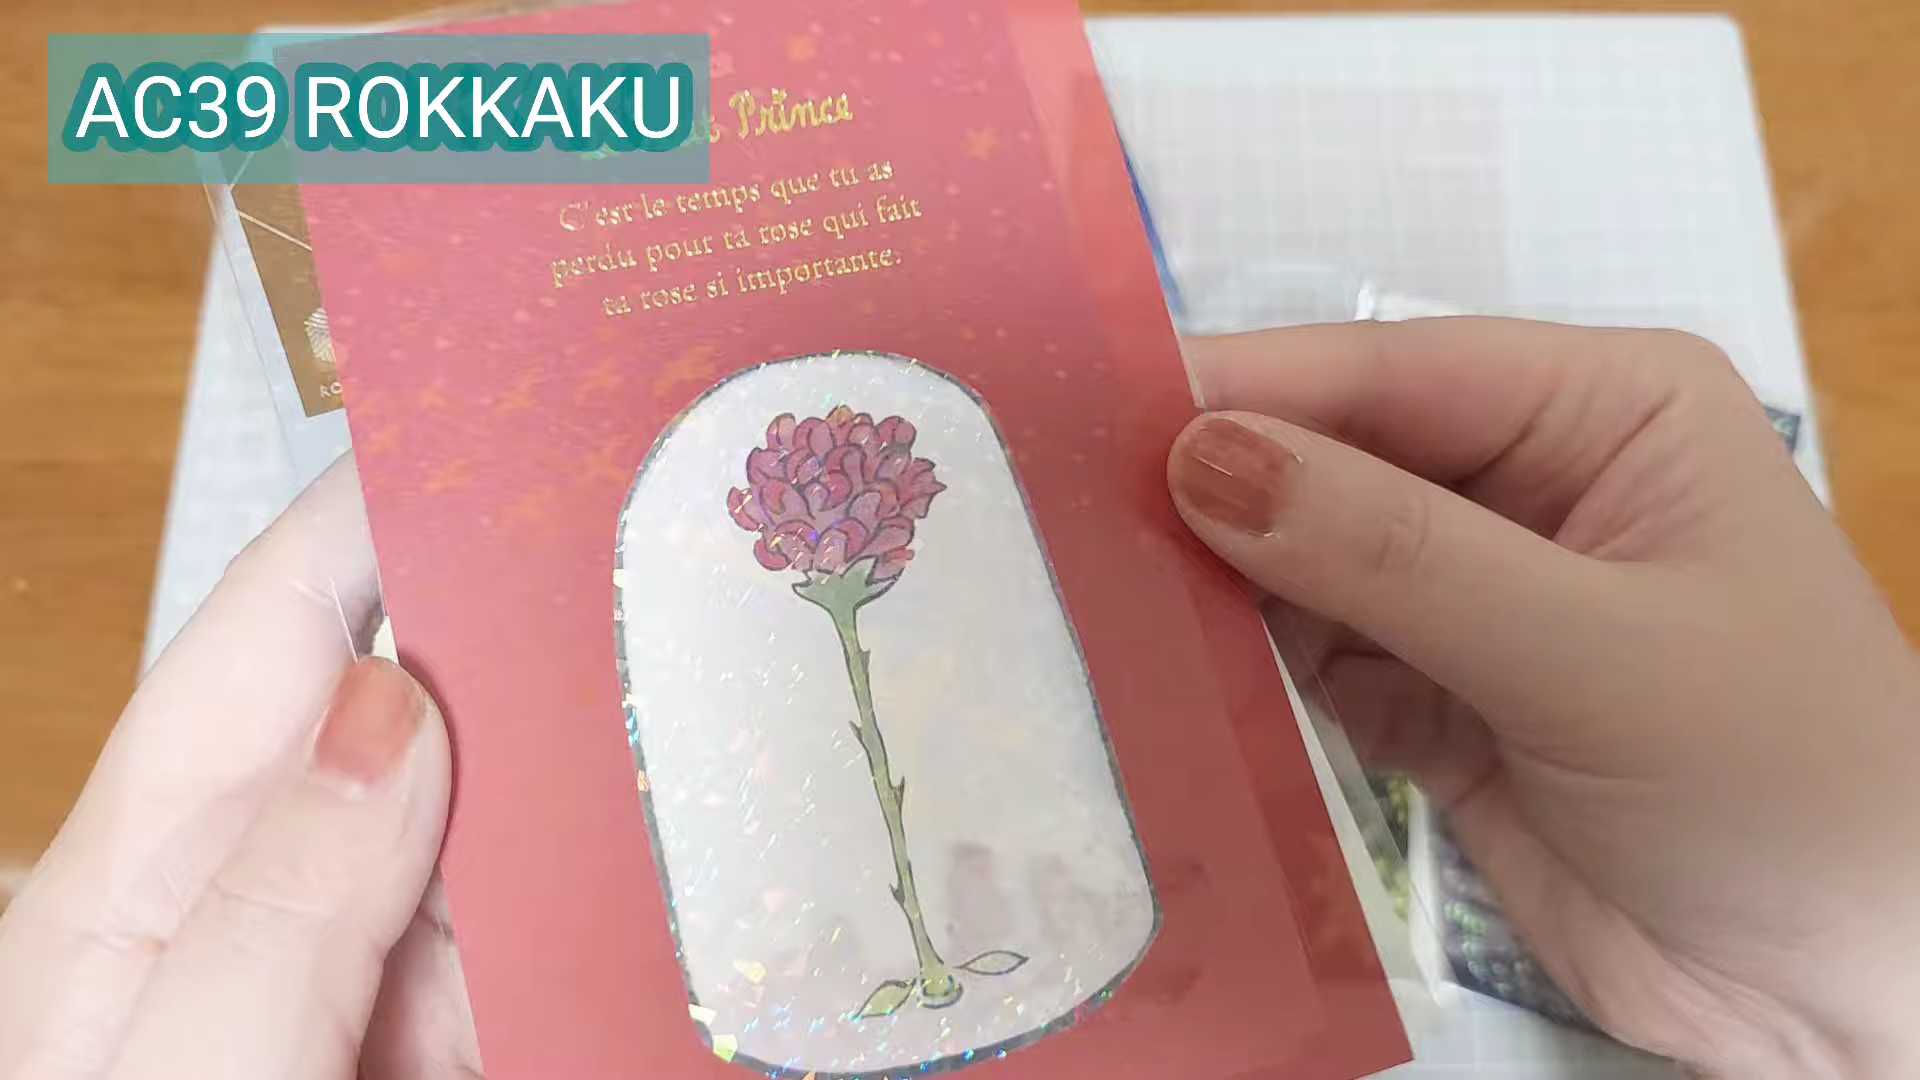 AC39 ROKKAKU
Prince
C'est le temps que tu as
perdu pour ta rose qui fait
ta rose si importante.